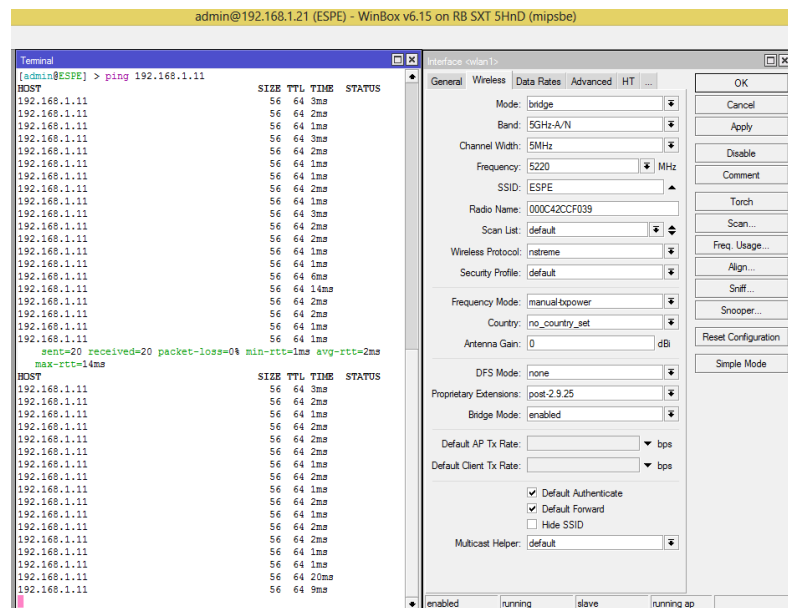 admin@192.168.1.21 (ESPE) - WinBox v6.15 on RB SXT 5HnD (mipsbe)
Terminal
[admin@ESPE] > ping 192.168.1.11
HOST SIZE TTL TIME STATUS
192.168.1.11 56 64 3ms
192.168.1.11 56 64 2ms
192.168.1.11 56 64 1ms
192.168.1.11 56 64 3ms
192.168.1.11 56 64 2ms
192.168.1.11 56 64 1ms
192.168.1.11 56 64 1ms
192.168.1.11 56 64 2ms
192.168.1.11 56 64 1ms
192.168.1.11 56 64 3ms
192.168.1.11 56 64 2ms
192.168.1.11 56 64 2ms
192.168.1.11 56 64 1ms
192.168.1.11 56 64 1ms
192.168.1.11 56 64 6ms
192.168.1.11 56 64 14ms
192.168.1.11 56 64 2ms
192.168.1.11 56 64 2ms
192.168.1.11 56 64 1ms
192.168.1.11 56 64 1ms
sent=20 received=20 packet-loss=0% min-rtt=1ms avg-rtt=2ms
max-rtt=14ms
HOST SIZE TTL TIME STATUS
192.168.1.11 56 64 3ms
192.168.1.11 56 64 2ms
192.168.1.11 56 64 1ms
192.168.1.11 56 64 2ms
192.168.1.11 56 64 2ms
192.168.1.11 56 64 2ms
192.168.1.11 56 64 1ms
192.168.1.11 56 64 2ms
192.168.1.11 56 64 1ms
192.168.1.11 56 64 2ms
192.168.1.11 56 64 1ms
192.168.1.11 56 64 2ms
192.168.1.11 56 64 2ms
192.168.1.11 56 64 1ms
192.168.1.11 56 64 1ms
192.168.1.11 56 64 20ms
192.168.1.11 56 64 9ms
Interface <wlan1>
General Wireless Data Rates Advanced HT ...
Mode: bridge
Band: 5GHz-A/N
Channel Width: 5MHz
Frequency: 5220 MHz
SSID: ESPE
Radio Name: 000C42CCF039
Scan List: default
Wireless Protocol: nstreme
Security Profile: default
Frequency Mode: manual-txpower
Country: no_country_set
Antenna Gain: 0 dBi
DFS Mode: none
Proprietary Extensions: post-2.9.25
Bridge Mode: enabled
Default AP Tx Rate: bps
Default Client Tx Rate: bps
Default Authenticate
Default Forward
Hide SSID
Multicast Helper: default
OK
Cancel
Apply
Disable
Comment
Torch
Scan...
Freq. Usage...
Align...
Sniff...
Snooper...
Reset Configuration
Simple Mode
enabled running slave running ap